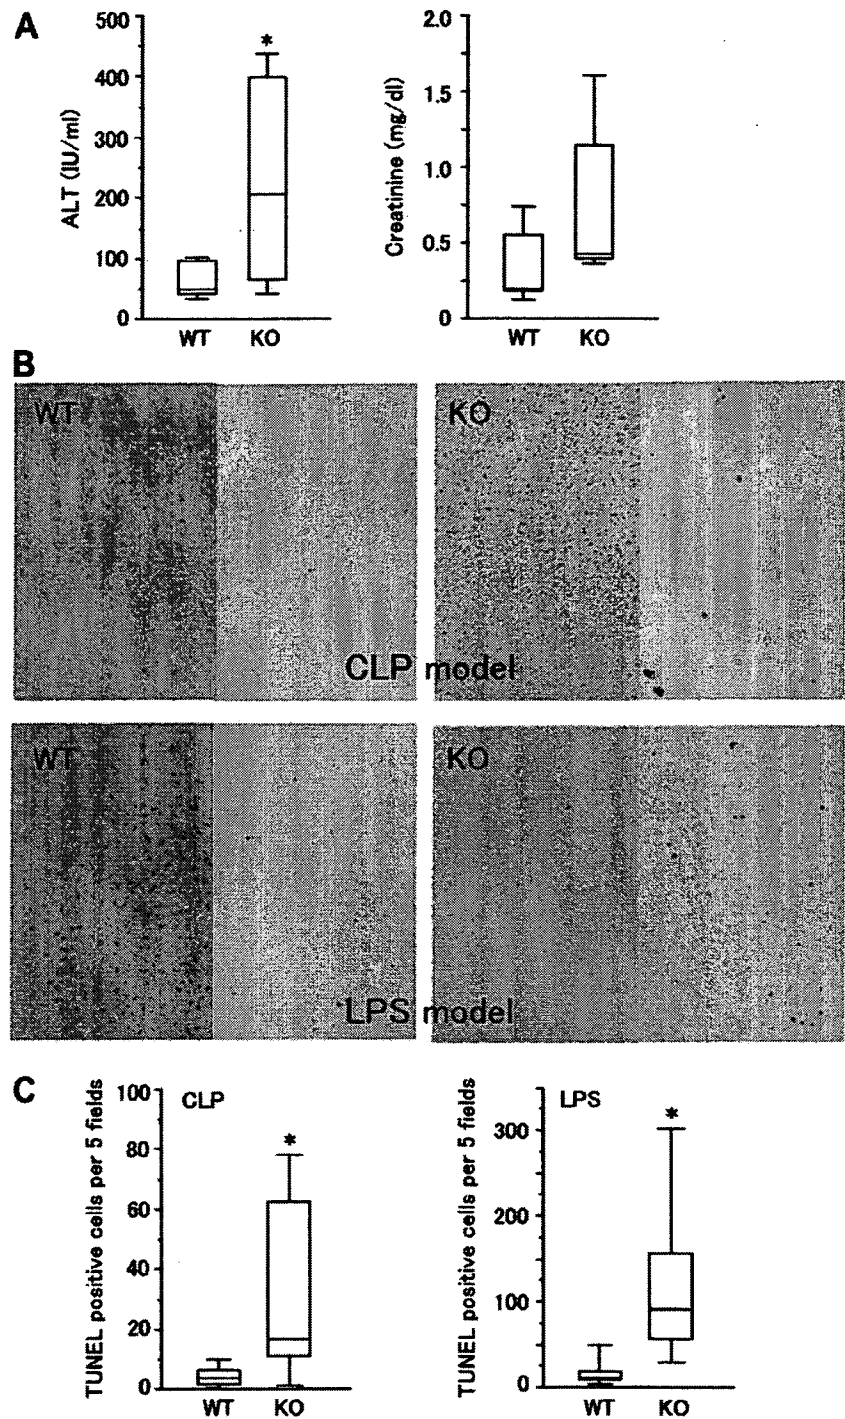 A
ALT (IU/ml)
500
400
300
200
100
0
*
WT
KO
Creatinine (mg/dl)
2.0
1.5
1.0
0.5
0
WT
KO
B
WT
KO
CLP model
WT
KO
LPS model
C
TUNEL positive cells per 5 fields
100
80
60
40
20
0
CLP
*
WT
KO
TUNEL positive cells per 5 fields
300
200
100
0
LPS
*
WT
KO